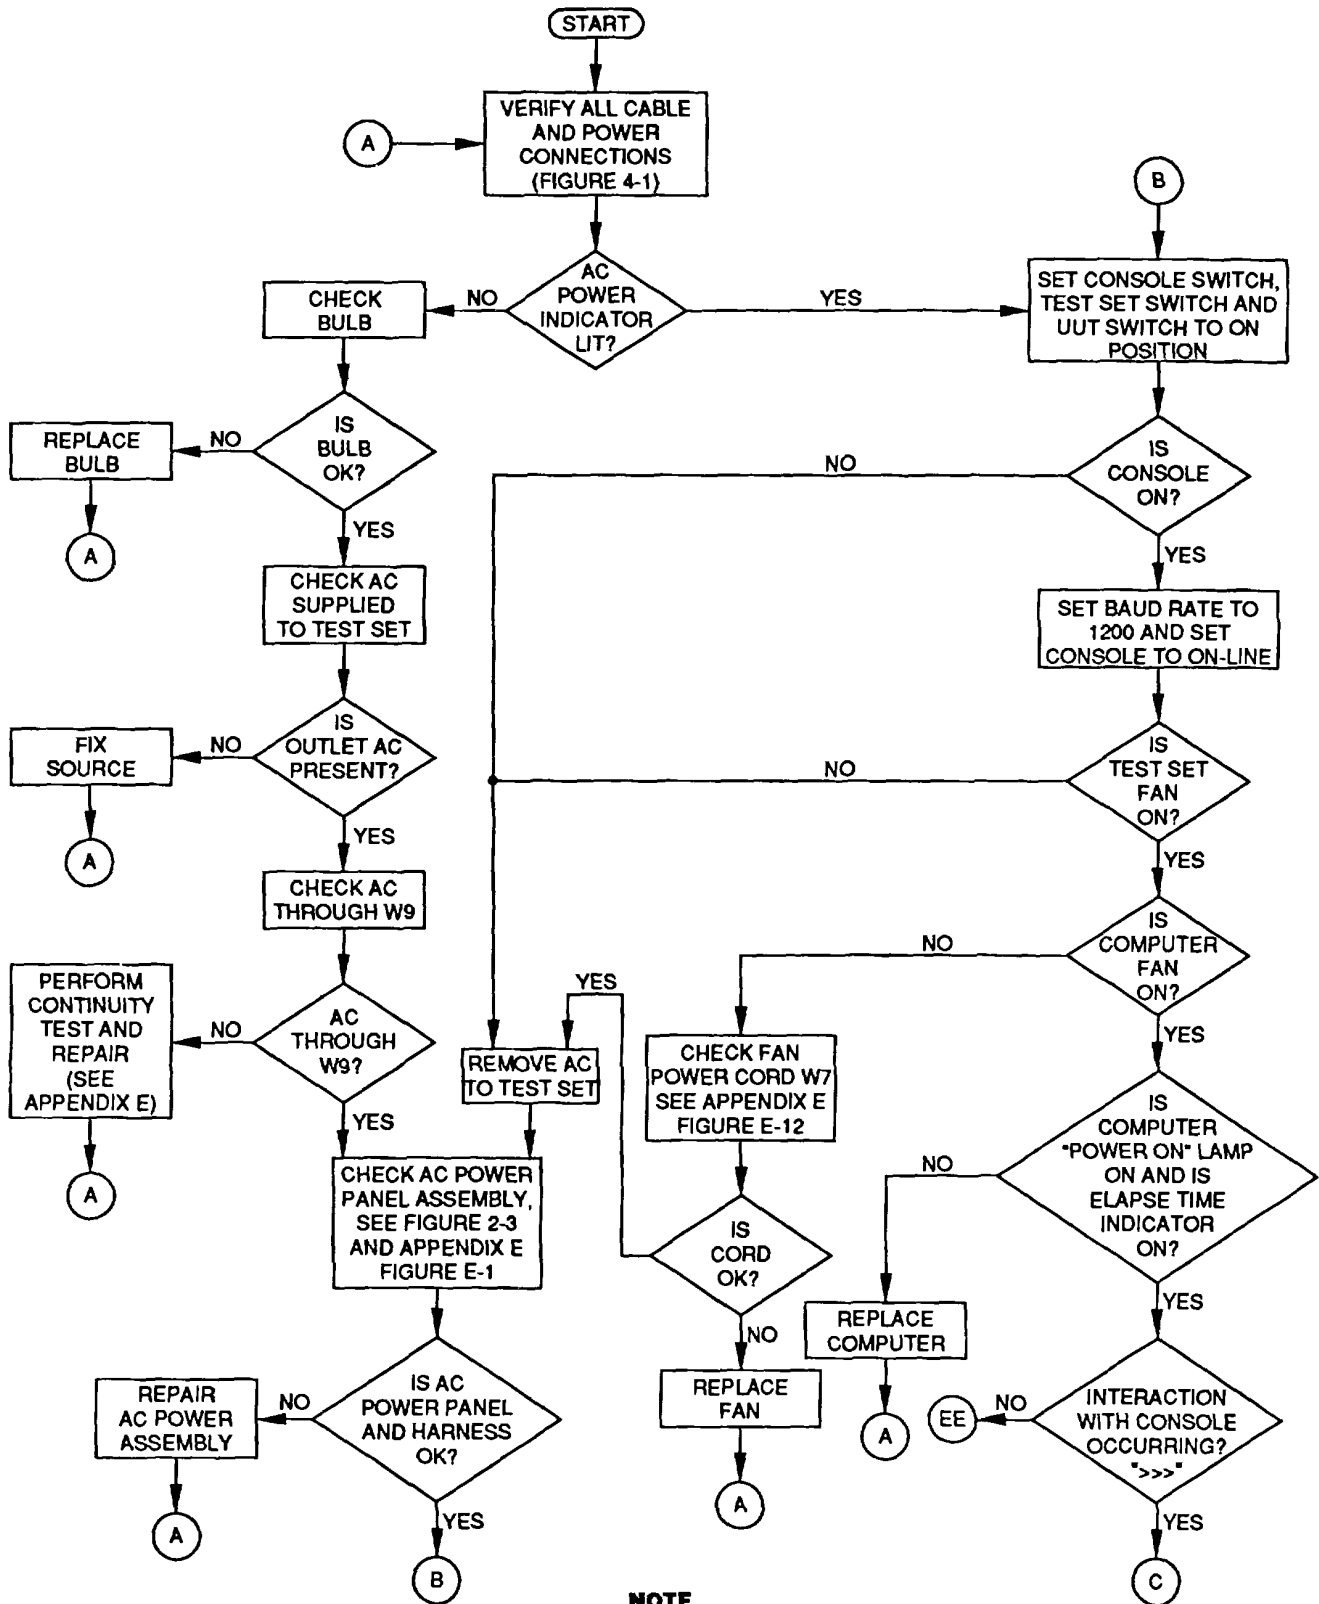 START
VERIFY ALL CABLE
AND POWER
CONNECTIONS
(FIGURE 4-1)
A
B
AC
POWER
INDICATOR
LIT?
NO
YES
CHECK
BULB
SET CONSOLE SWITCH,
TEST SET SWITCH AND
UUT SWITCH TO ON
POSITION
IS
BULB
OK?
NO
REPLACE
BULB
A
YES
IS
CONSOLE
ON?
NO
YES
CHECK AC
SUPPLIED
TO TEST SET
SET BAUD RATE TO
1200 AND SET
CONSOLE TO ON-LINE
IS
OUTLET AC
PRESENT?
NO
FIX
SOURCE
A
YES
IS
TEST SET
FAN
ON?
NO
YES
CHECK AC
THROUGH W9
IS
COMPUTER
FAN
ON?
NO
YES
AC
THROUGH
W9?
NO
PERFORM
CONTINUITY
TEST AND
REPAIR
(SEE
APPENDIX E)
A
YES
YES
REMOVE AC
TO TEST SET
CHECK FAN
POWER CORD W7
SEE APPENDIX E
FIGURE E-12
IS
COMPUTER
"POWER ON" LAMP
ON AND IS
ELAPSE TIME
INDICATOR
ON?
NO
YES
CHECK AC POWER
PANEL ASSEMBLY,
SEE FIGURE 2-3
AND APPENDIX E
FIGURE E-1
IS
CORD
OK?
NO
REPLACE
FAN
A
REPLACE
COMPUTER
A
IS AC
POWER PANEL
AND HARNESS
OK?
NO
REPAIR
AC POWER
ASSEMBLY
A
YES
B
INTERACTION
WITH CONSOLE
OCCURRING?
">>>"
NO
EE
YES
C
NOTE